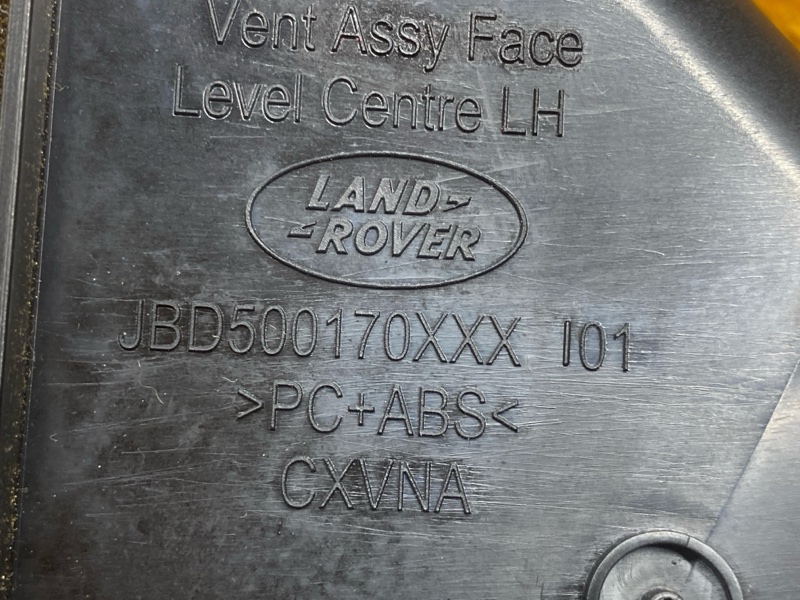 Vent Assy Face
Level Centre LH
LAND-
-ROVER
JBD500170XXX I01
>PC+ABS<
CXVNA